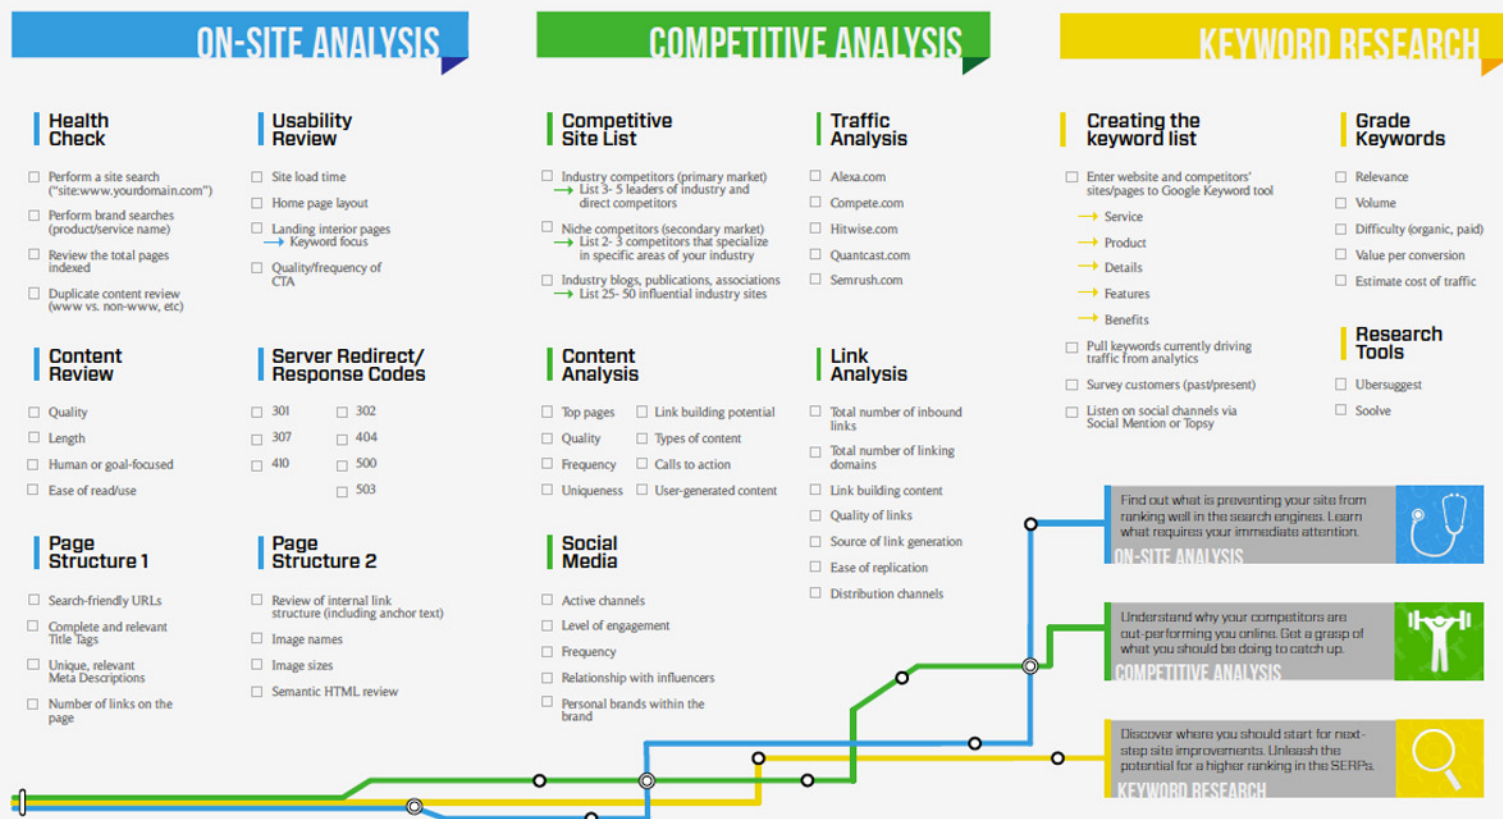 ON-SITE ANALYSIS
Health
Check
Perform a site search
("site:www.yourdomain.com")
Perform brand searches
(product/service name)
Review the total pages
indexed
Duplicate content review
(www vs. non-www, etc)
Usability
Review
Site load time
Home page layout
Landing interior pages
Keyword focus
Quality/frequency of
CTA
Content
Review
Quality
Length
Human or goal-focused
Ease of read/use
Server Redirect/
Response Codes
301 302
307 404
410 500
503
Page
Structure 1
Search-friendly URLs
Complete and relevant
Title Tags
Unique, relevant
Meta Descriptions
Number of links on the
page
Page
Structure 2
Review of internal link
structure (including anchor text)
Image names
Image sizes
Semantic HTML review
COMPETITIVE ANALYSIS
Competitive
Site List
Industry competitors (primary market)
List 3- 5 leaders of industry and
direct competitors
Niche competitors (secondary market)
List 2- 3 competitors that specialize
in specific areas of your industry
Industry blogs, publications, associations
List 25- 50 influential industry sites
Traffic
Analysis
Alexa.com
Compete.com
Hitwise.com
Quantcast.com
Semrush.com
Content
Analysis
Top pages Link building potential
Quality Types of content
Frequency Calls to action
Uniqueness User-generated content
Link
Analysis
Total number of inbound
links
Total number of linking
domains
Link building content
Quality of links
Source of link generation
Ease of replication
Distribution channels
Social
Media
Active channels
Level of engagement
Frequency
Relationship with influencers
Personal brands within the
brand
KEYWORD RESEARCH
Creating the
keyword list
Enter website and competitors'
sites/pages to Google Keyword tool
Service
Product
Details
Features
Benefits
Pull keywords currently driving
traffic from analytics
Survey customers (past/present)
Listen on social channels via
Social Mention or Topsy
Grade
Keywords
Relevance
Volume
Difficulty (organic, paid)
Value per conversion
Estimate cost of traffic
Research
Tools
Ubersuggest
Soolve
Find out what is preventing your site from
ranking well in the search engines. Learn
what requires your immediate attention.
ON-SITE ANALYSIS
Understand why your competitors are
out-performing you online. Get a grasp of
what you should be doing to catch up.
COMPETITIVE ANALYSIS
Discover where you should start for next-
step site improvements. Unleash the
potential for a higher ranking in the SERPs.
KEYWORD RESEARCH